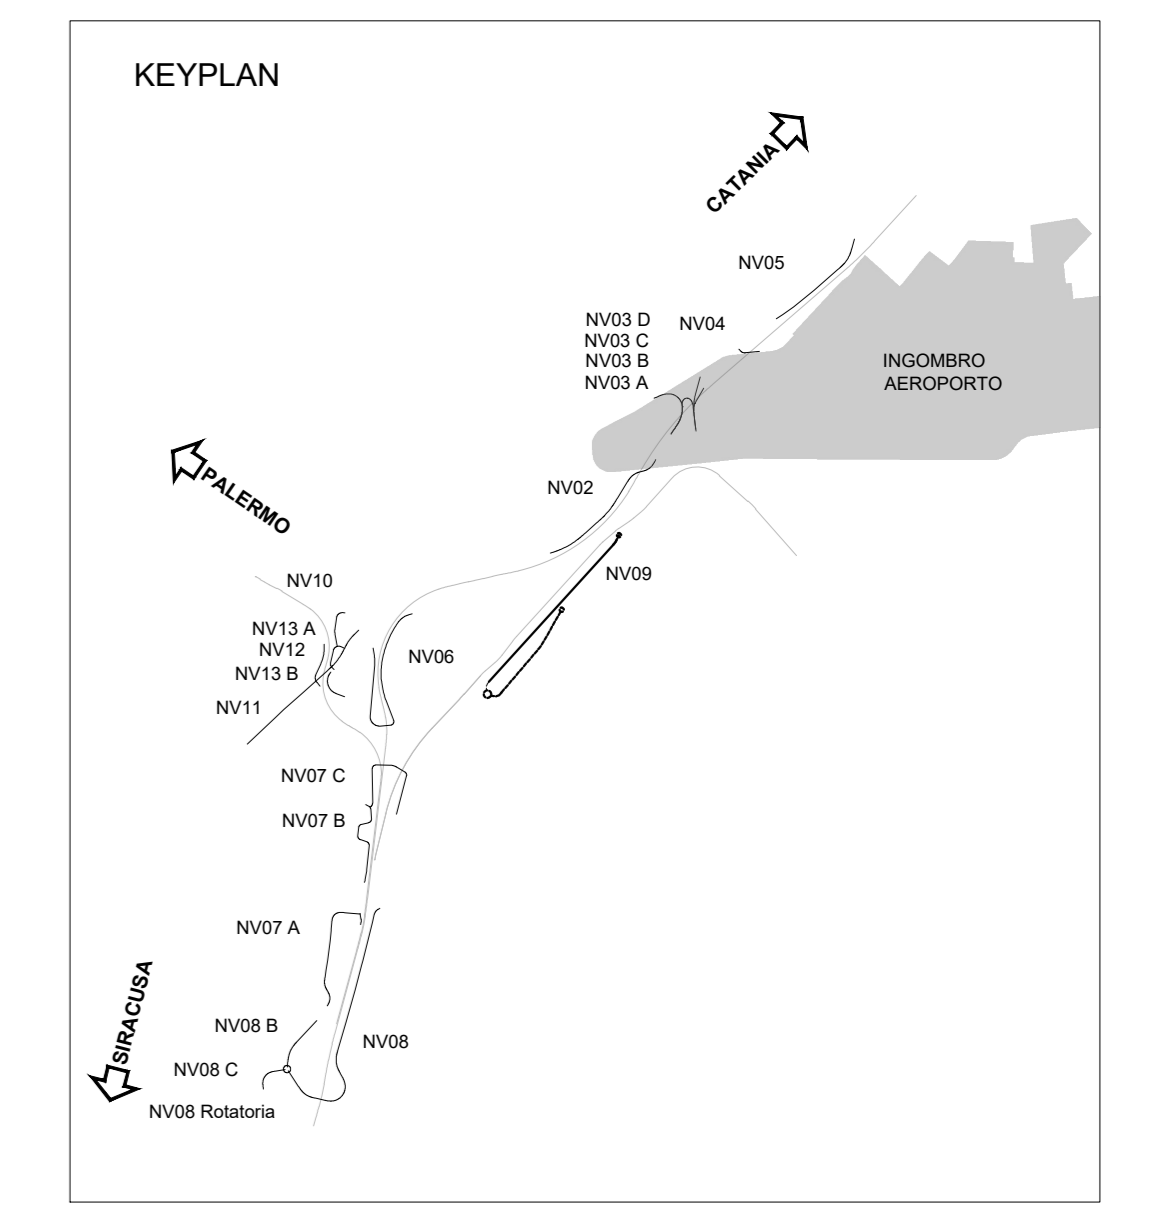 KEYPLAN
CATANIA
NV05
NV03 D
NV04
NV03 C
NV03 B
NV03 A
INGOMBRO
AEROPORTO
PALERMO
NV02
NV09
NV10
NV13 A
NV12
NV13 B
NV06
NV11
NV07 C
NV07 B
NV07 A
SIRACUSA
NV08 B
NV08
NV08 C
NV08 Rotatoria